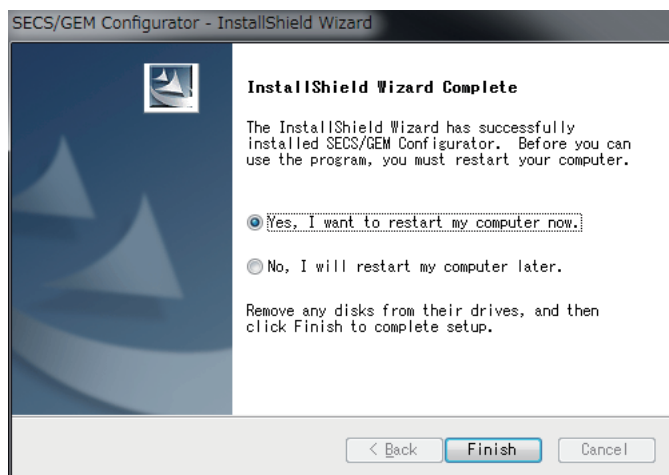 SECS/GEM Configurator - InstallShield Wizard
InstallShield Wizard Complete
The InstallShield Wizard has successfully
installed SECS/GEM Configurator. Before you can
use the program, you must restart your computer.
Yes, I want to restart my computer now.
No, I will restart my computer later.
Remove any disks from their drives, and then
click Finish to complete setup.
< Back
Finish
Cancel